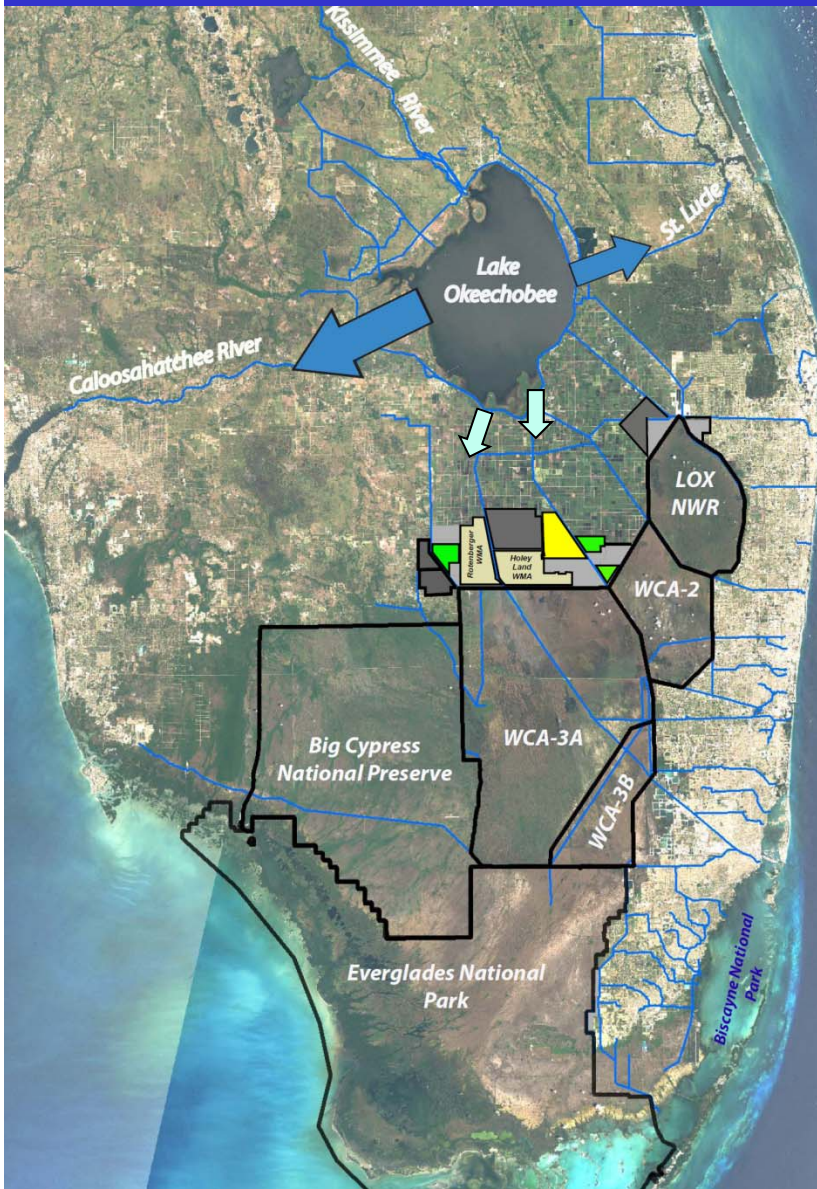 Kissimmee River
St. Lucie
Lake
Okeechobee
Caloosahatthee River
LOX
NWR
Rotenberger
WMA
Holey
Land
WMA
WCA-2
WCA-3A
Big Cypress
National Preserve
WCA-3B
Everglades National
Park
Biscayne National
Park